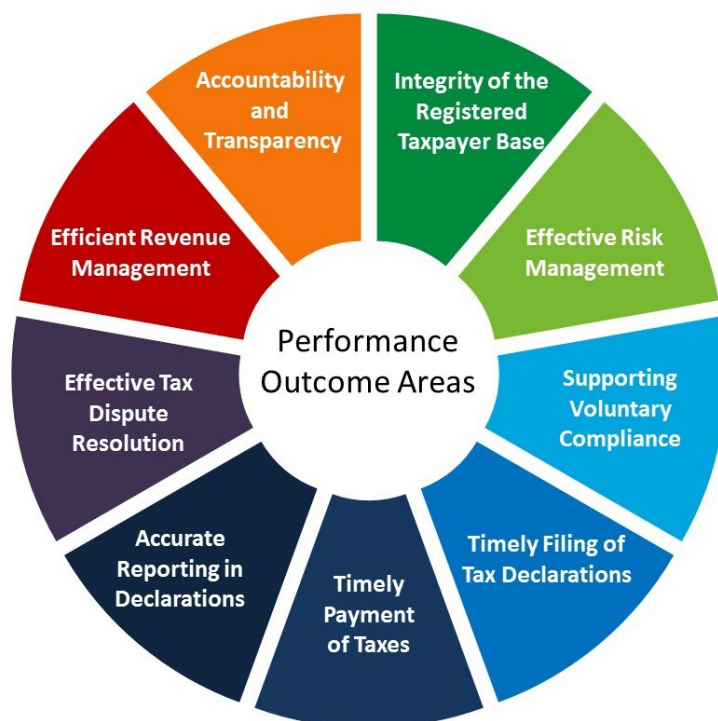 Performance
Outcome Areas
Integrity of the
Registered
Taxpayer Base
Effective Risk
Management
Supporting
Voluntary
Compliance
Timely Filing of
Tax Declarations
Timely
Payment
of Taxes
Accurate
Reporting in
Declarations
Effective Tax
Dispute
Resolution
Efficient Revenue
Management
Accountability
and
Transparency